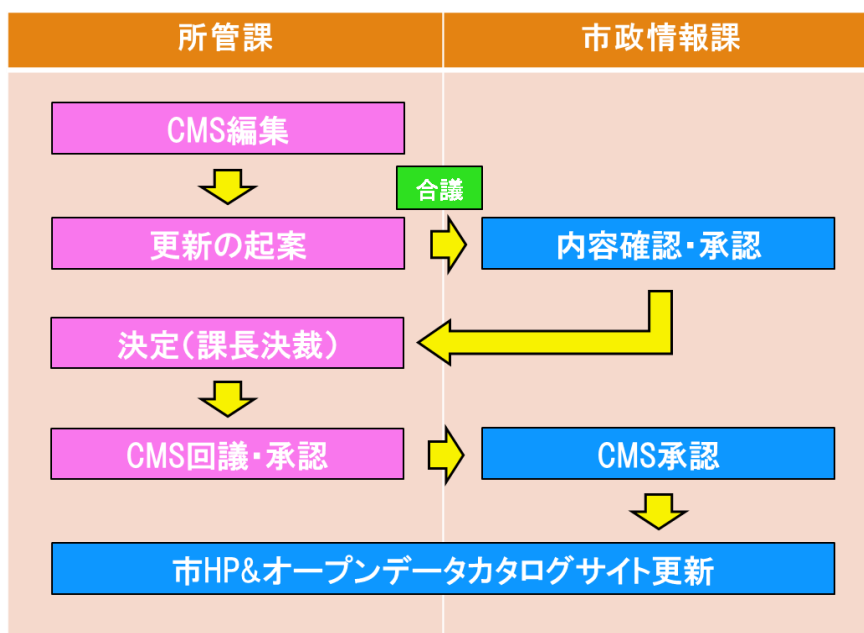 所管課
市政情報課
CMS編集
合議
更新の起案
内容確認・承認
決定(課長決裁)
CMS回議・承認
CMS承認
市HP&オープンデータカタログサイト更新